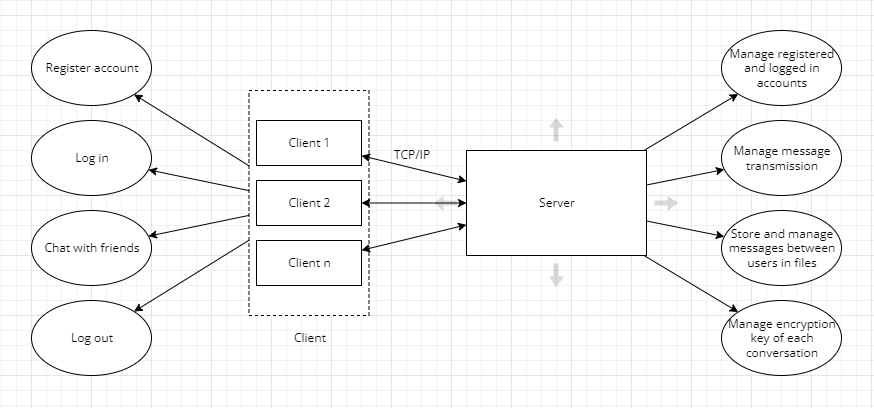 Register account
Log in
Chat with friends
Log out
Client 1
Client 2
Client n
Client
TCP/IP
Server
Manage registered
and logged in
accounts
Manage message
transmission
Store and manage
messages between
users in files
Manage encryption
key of each
conversation